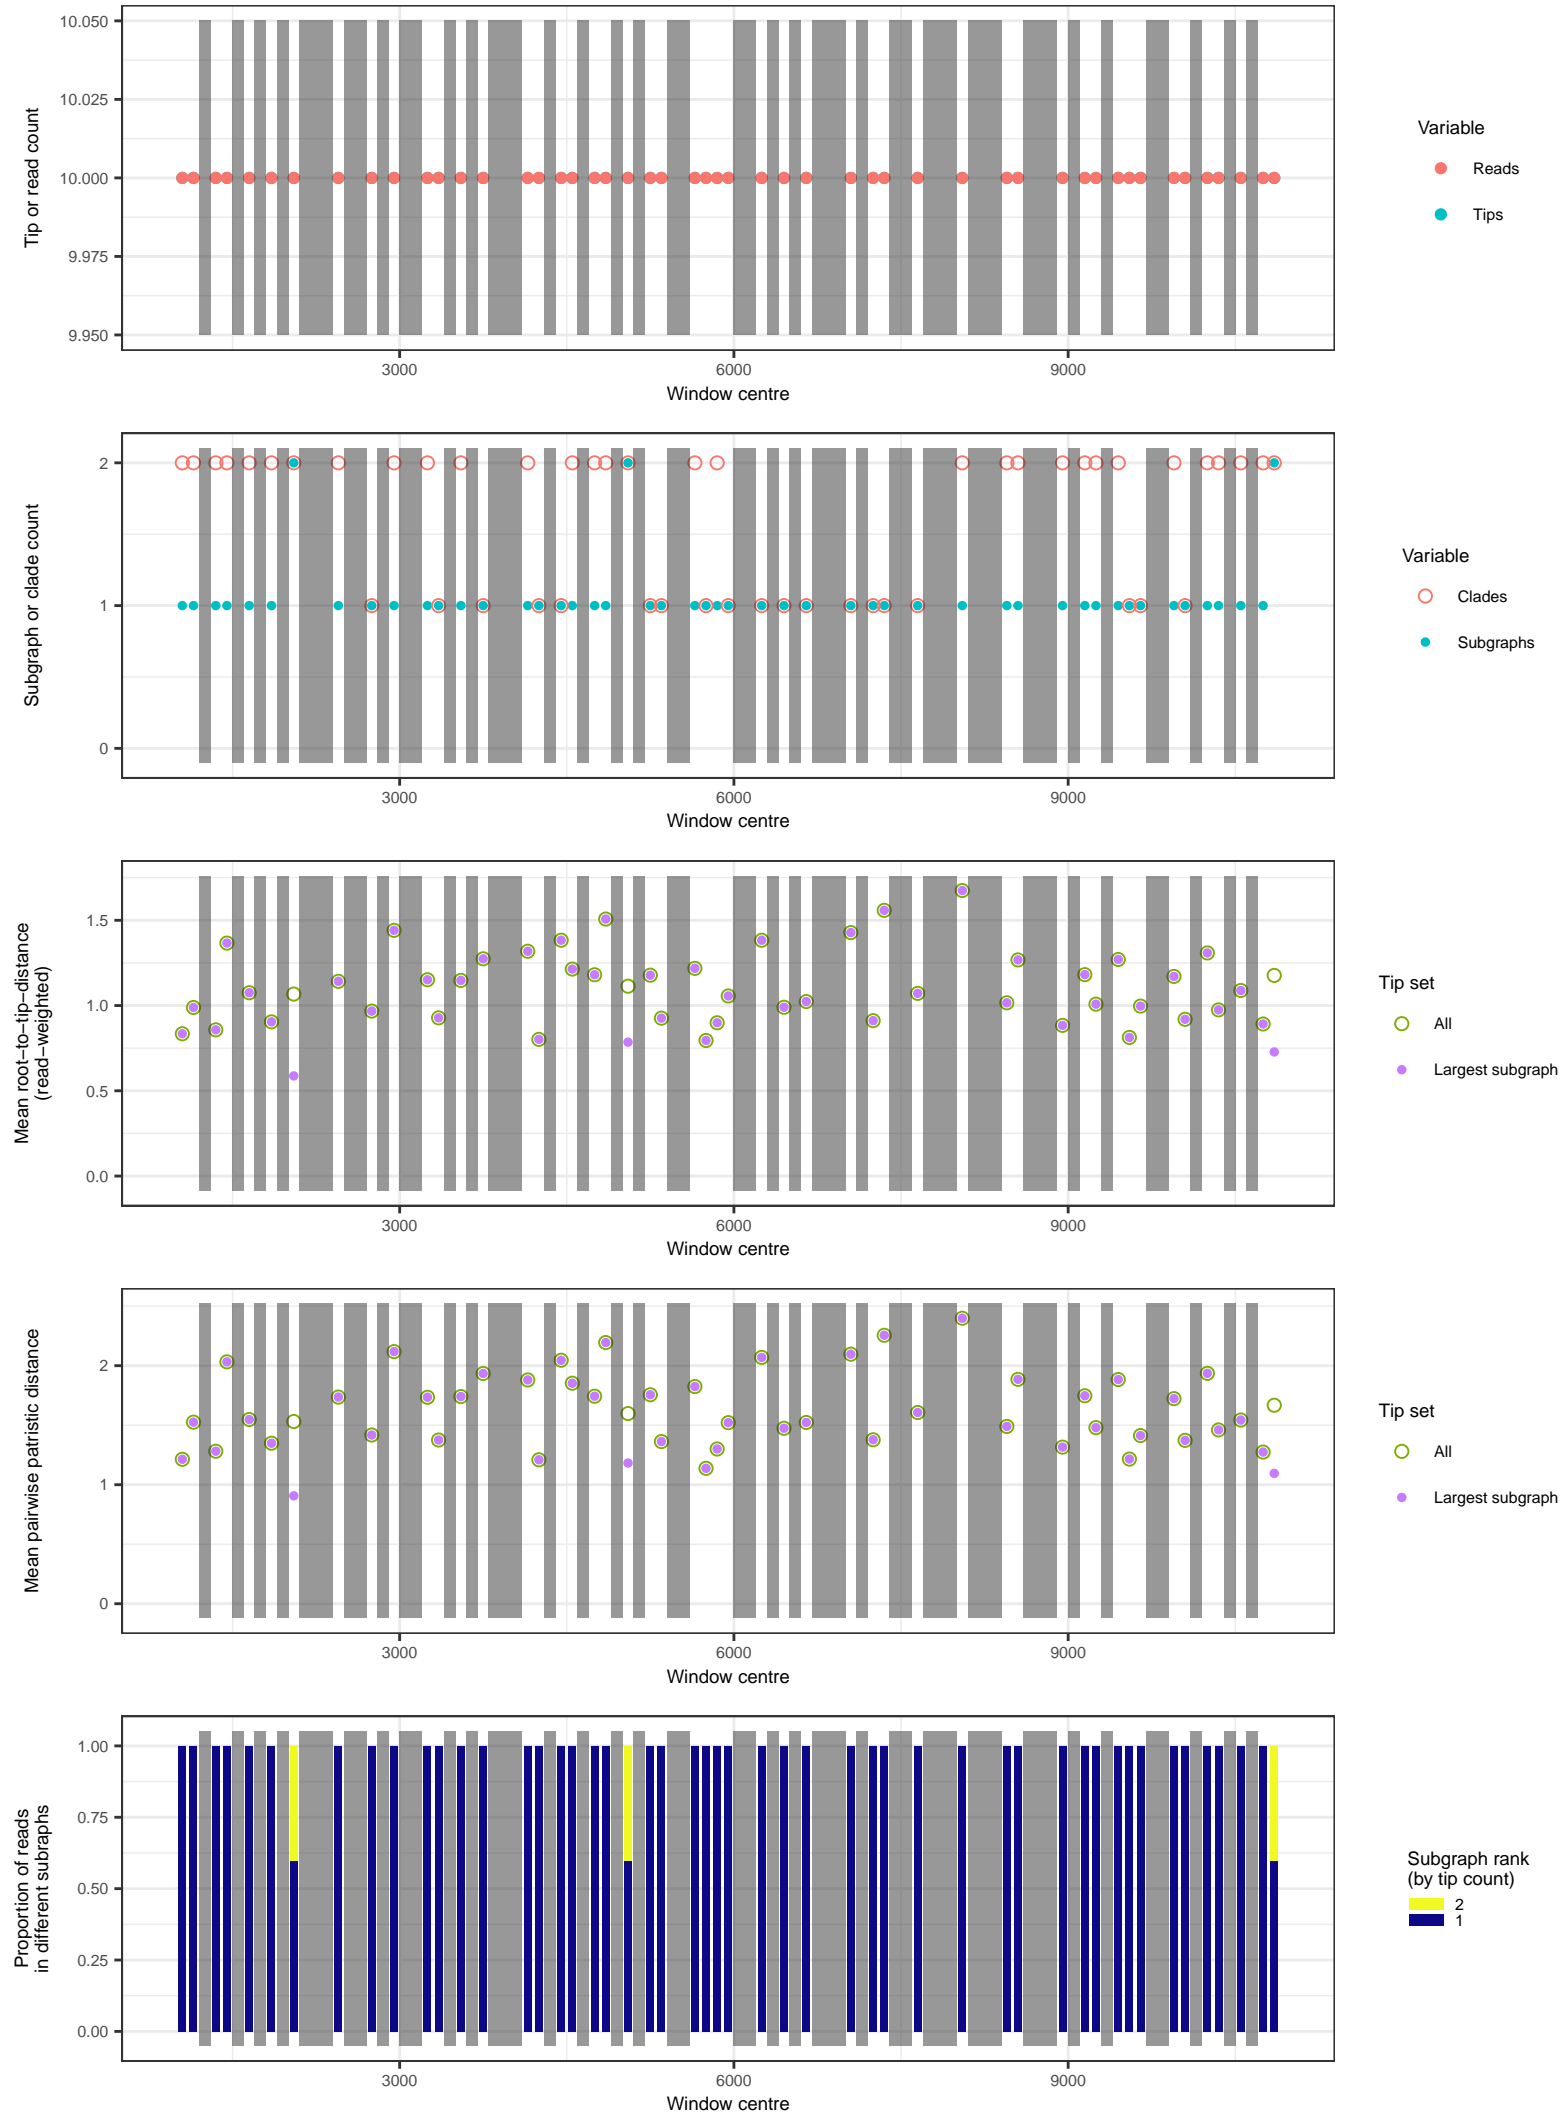 10.050
10.025
10.000
9.975
9.950
Tip or read count
3000
6000
9000
Window centre
Variable
Reads
Tips
2
1
0
Subgraph or clade count
3000
6000
9000
Window centre
Variable
Clades
Subgraphs
1.5
1.0
0.5
0.0
Mean root−to−tip−distance
(read−weighted)
3000
6000
9000
Window centre
Tip set
All
Largest subgraph
2
1
0
Mean pairwise patristic distance
3000
6000
9000
Window centre
Tip set
All
Largest subgraph
1.00
0.75
0.50
0.25
0.00
Proportion of reads
in different subraphs
3000
6000
9000
Window centre
Subgraph rank
(by tip count)
2
1